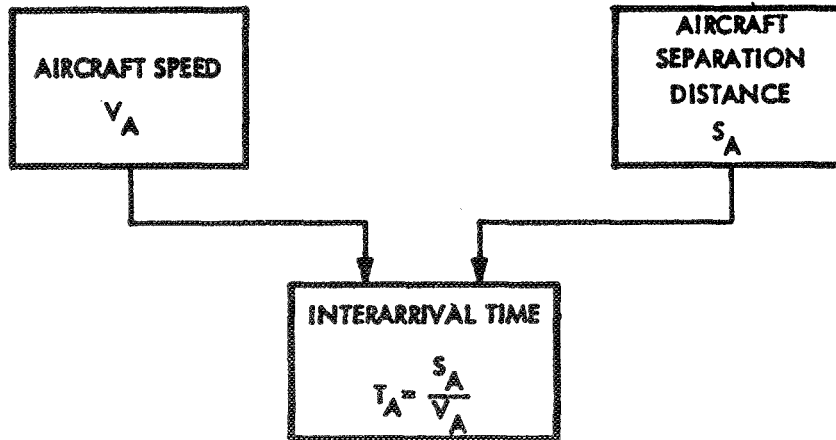 AIRCRAFT SPEED
V_A
AIRCRAFT
SEPARATION
DISTANCE
S_A
INTERARRIVAL TIME
T_A = S_A / V_A